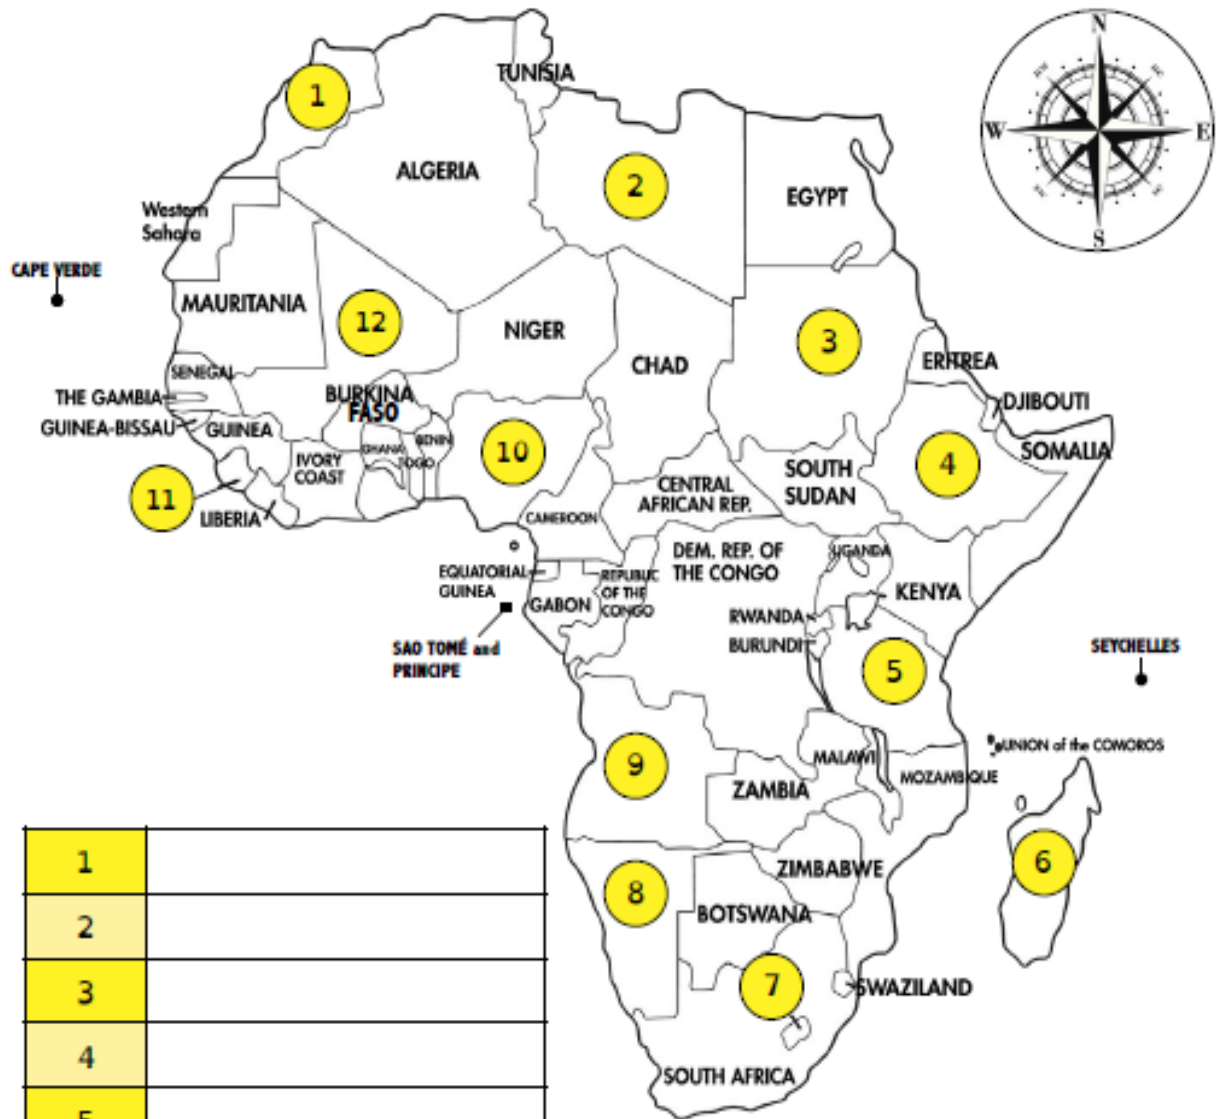 N
W
E
S
1
TUNISIA
ALGERIA
2
EGYPT
Western
Sahara
CAPE VERDE
MAURITANIA
12
NIGER
CHAD
3
ERITREA
SENEGAL
THE GAMBIA
GUINEA-BISSAU
GUINEA
BURKINA
FASO
GHANA
BENIN
TOGO
IVORY
COAST
10
11
LIBERIA
DJIBOUTI
SOMALIA
4
SOUTH
SUDAN
CENTRAL
AFRICAN REP.
CAMEROON
EQUATORIAL
GUINEA
GABON
REPUBLIC
OF THE
CONGO
DEM. REP. OF
THE CONGO
UGANDA
KENYA
RWANDA
BURUNDI
SAO TOMÉ and
PRINCIPE
5
SEYCHELLES
UNION of the COMOROS
9
ZAMBIA
MALAWI
MOZAMBIQUE
6
8
ZIMBABWE
BOTSWANA
7
SWAZILAND
SOUTH AFRICA
1
2
3
4
5